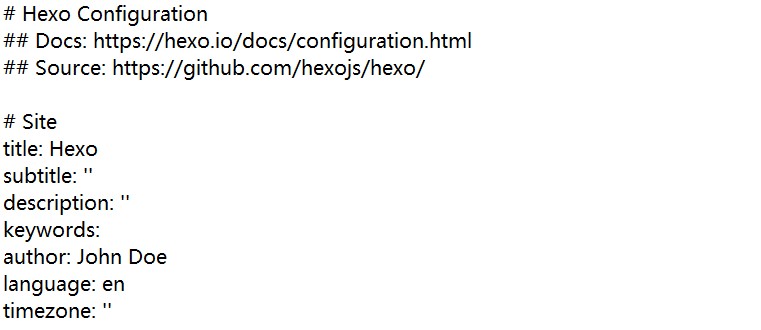 # Hexo Configuration
## Docs: https://hexo.io/docs/configuration.html
## Source: https://github.com/hexojs/hexo/

# Site
title: Hexo
subtitle: ''
description: ''
keywords:
author: John Doe
language: en
timezone: ''